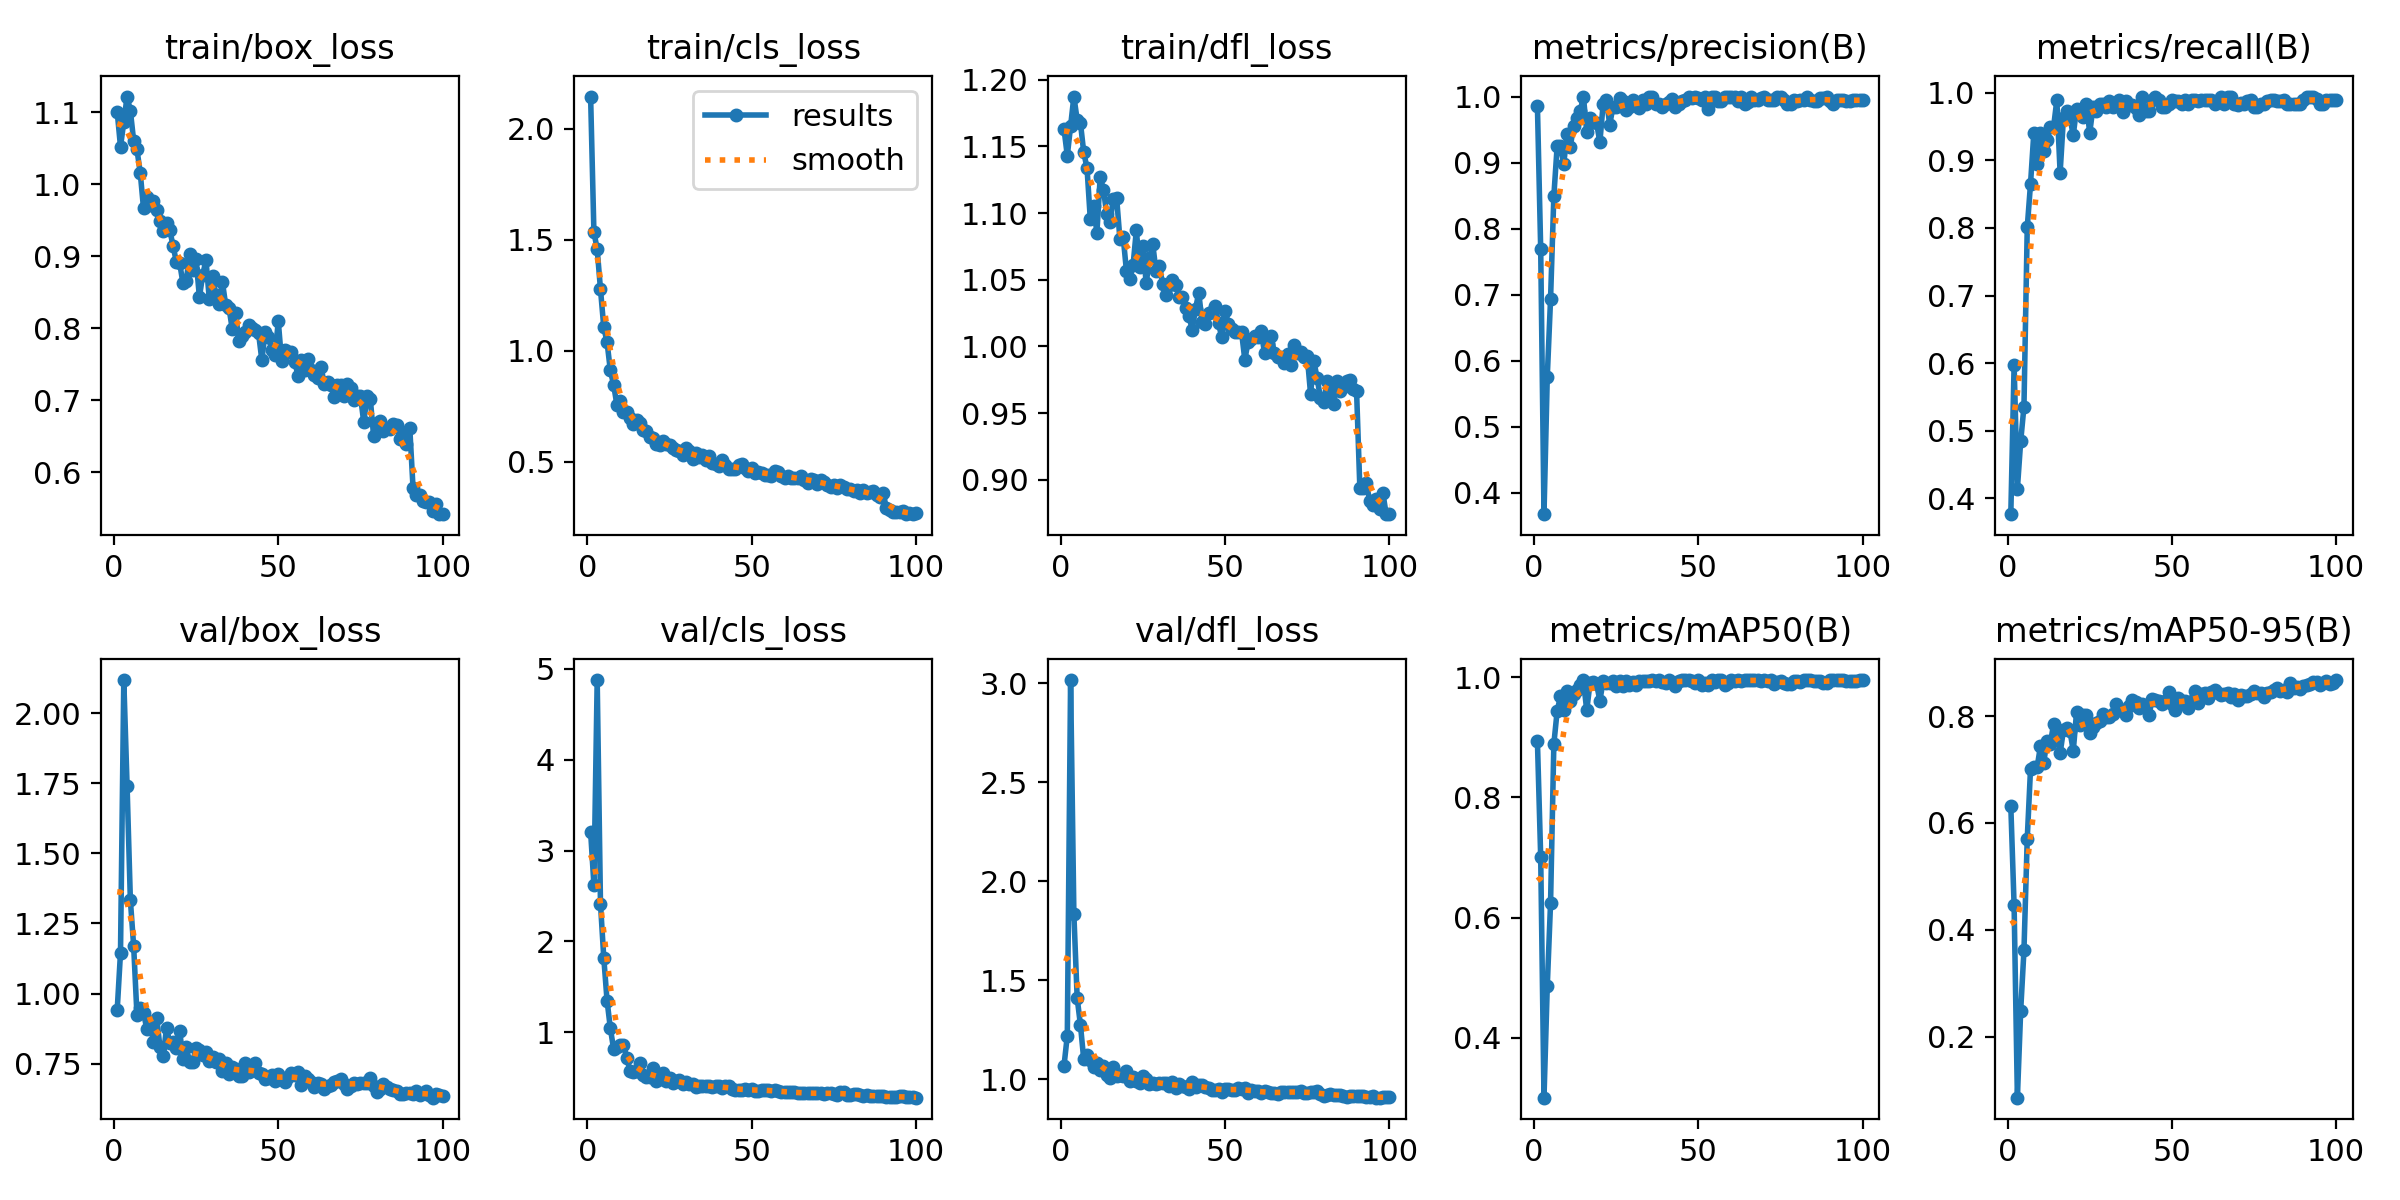 train/box_loss
1.1
1.0
0.9
0.8
0.7
0.6
0 50 100
train/cls_loss
results
smooth
2.0
1.5
1.0
0.5
0 50 100
train/dfl_loss
1.20
1.15
1.10
1.05
1.00
0.95
0.90
0 50 100
metrics/precision(B)
1.0
0.9
0.8
0.7
0.6
0.5
0.4
0 50 100
metrics/recall(B)
1.0
0.9
0.8
0.7
0.6
0.5
0.4
0 50 100
val/box_loss
2.00
1.75
1.50
1.25
1.00
0.75
0 50 100
val/cls_loss
5
4
3
2
1
0 50 100
val/dfl_loss
3.0
2.5
2.0
1.5
1.0
0 50 100
metrics/mAP50(B)
1.0
0.8
0.6
0.4
0 50 100
metrics/mAP50-95(B)
0.8
0.6
0.4
0.2
0 50 100